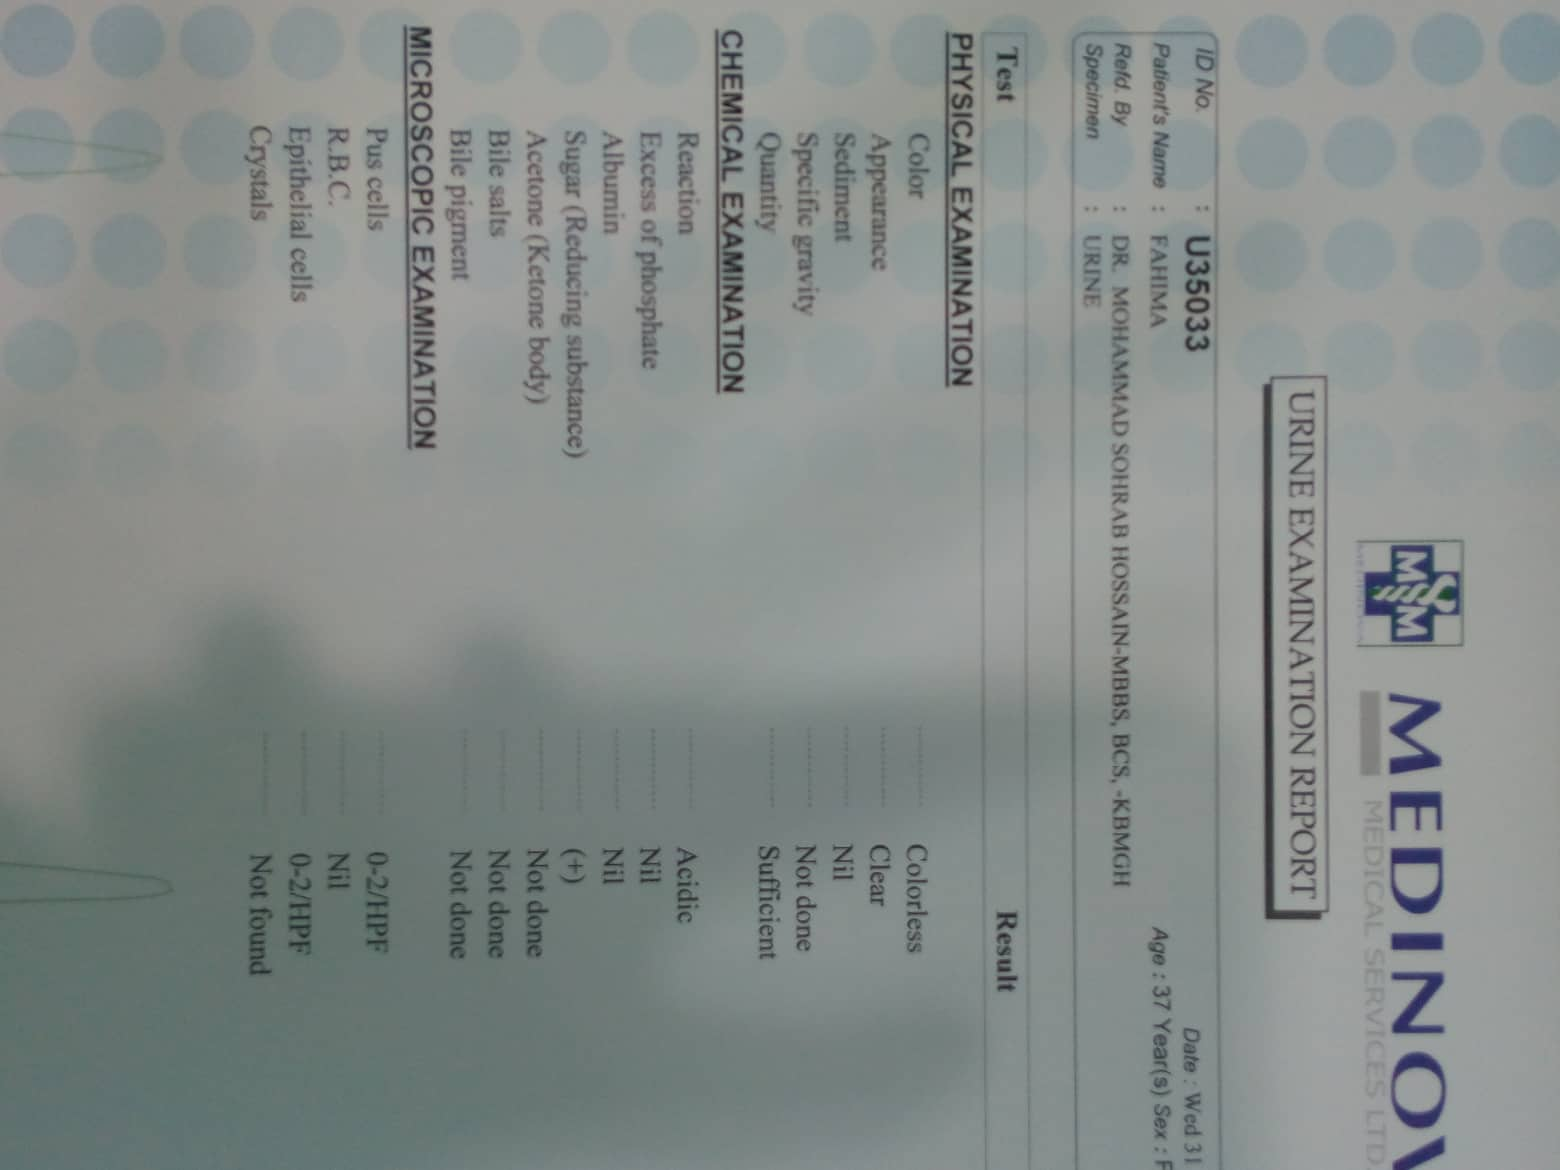 MEDINOV
MEDICAL SERVICES LTD
URINE EXAMINATION REPORT
ID No. : U35033 Date : Wed 31
Patient's Name : FAHIMA Age : 37 Year(s) Sex : F
Refd. By : DR. MOHAMMAD SOHRAB HOSSAIN-MBBS, BCS, -KBMGH
Specimen : URINE
Test Result
PHYSICAL EXAMINATION
Color .......... Colorless
Appearance .......... Clear
Sediment .......... Nil
Specific gravity .......... Not done
Quantity .......... Sufficient
CHEMICAL EXAMINATION
Reaction .......... Acidic
Excess of phosphate .......... Nil
Albumin .......... Nil
Sugar (Reducing substance) .......... (+)
Acetone (Ketone body) .......... Not done
Bile salts .......... Not done
Bile pigment .......... Not done
MICROSCOPIC EXAMINATION
Pus cells .......... 0-2/HPF
R.B.C. .......... Nil
Epithelial cells .......... 0-2/HPF
Crystals .......... Not found